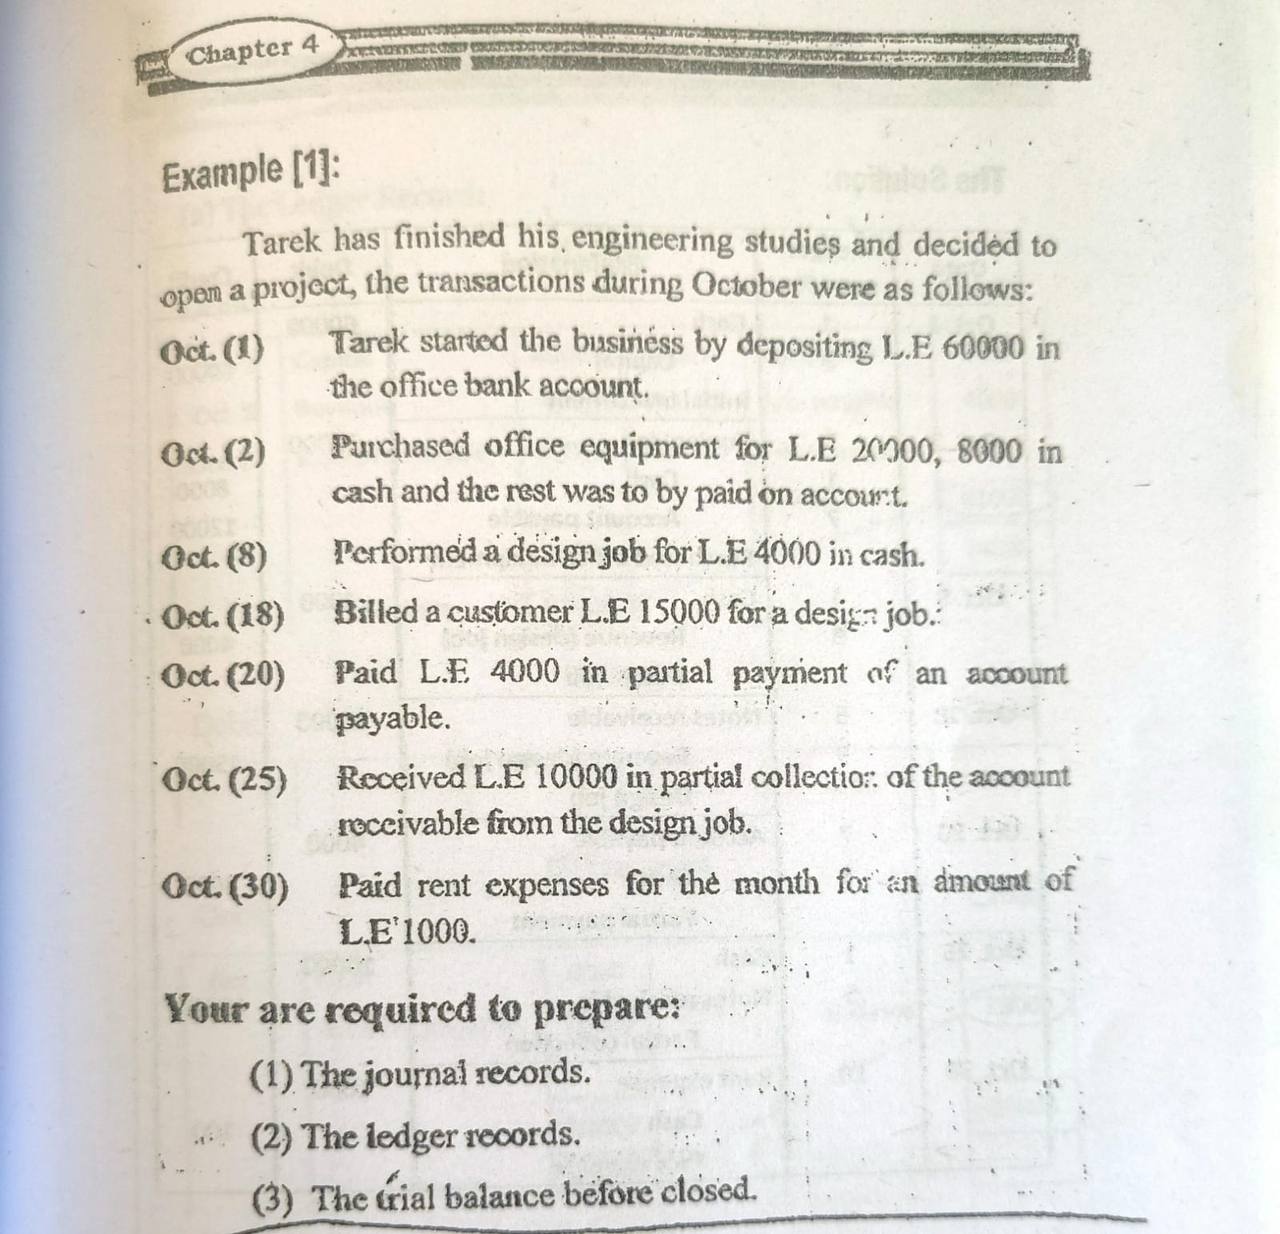 Chapter 4
Example [1]:
Tarek has finished his engineering studies and decided to
open a project, the transactions during October were as follows:
Oct. (1) Tarek started the business by depositing L.E 60000 in
the office bank account.
Oct. (2) Purchased office equipment for L.E 20000, 8000 in
cash and the rest was to by paid on account.
Oct. (8) Performed a design job for L.E 4000 in cash.
Oct. (18) Billed a customer L.E 15000 for a design job.
Oct. (20) Paid L.E 4000 in partial payment of an account
payable.
Oct. (25) Received L.E 10000 in partial collection of the account
receivable from the design job.
Oct. (30) Paid rent expenses for the month for an amount of
L.E 1000.
Your are required to prepare:
(1) The journal records.
(2) The ledger records.
(3) The trial balance before closed.